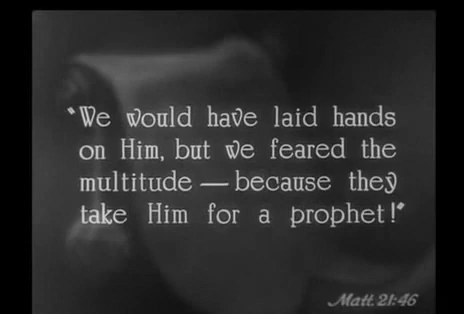 "We would have laid hands
on Him, but we feared the
multitude — because they
take Him for a prophet!"
Matt. 21:46